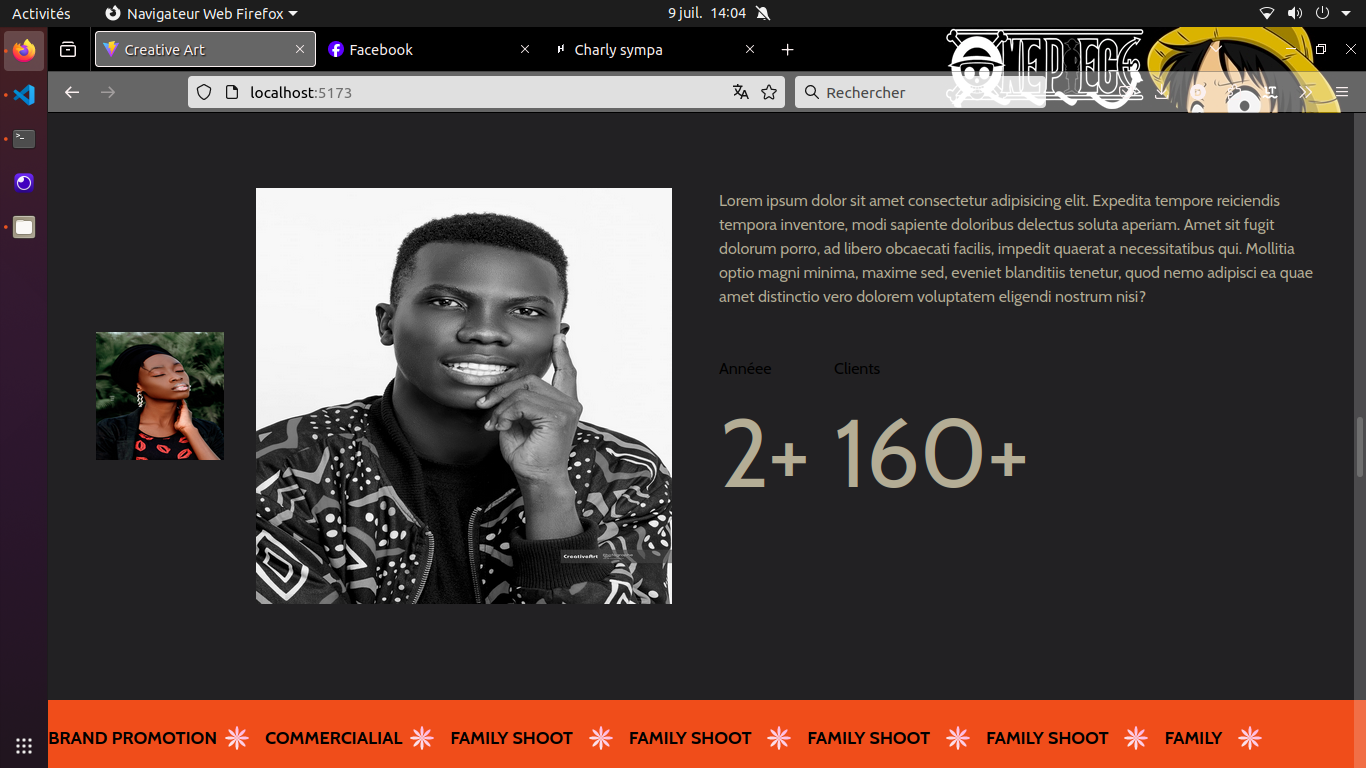 Activités
Navigateur Web Firefox
9 juil. 14:04
Creative Art
Facebook
Charly sympa
ONE PIECE
localhost:5173
Rechercher
Lorem ipsum dolor sit amet consectetur adipisicing elit. Expedita tempore reiciendis
tempora inventore, modi sapiente doloribus delectus soluta aperiam. Amet sit fugit
dolorum porro, ad libero obcaecati facilis, impedit quaerat a necessitatibus qui. Mollitia
optio magni minima, maxime sed, eveniet blanditiis tenetur, quod nemo adipisci ea quae
amet distinctio vero dolorem voluptatem eligendi nostrum nisi?
Annéee Clients
2+ 160+
CreativeArt
BRAND PROMOTION COMMERCIALIAL FAMILY SHOOT FAMILY SHOOT FAMILY SHOOT FAMILY SHOOT FAMILY